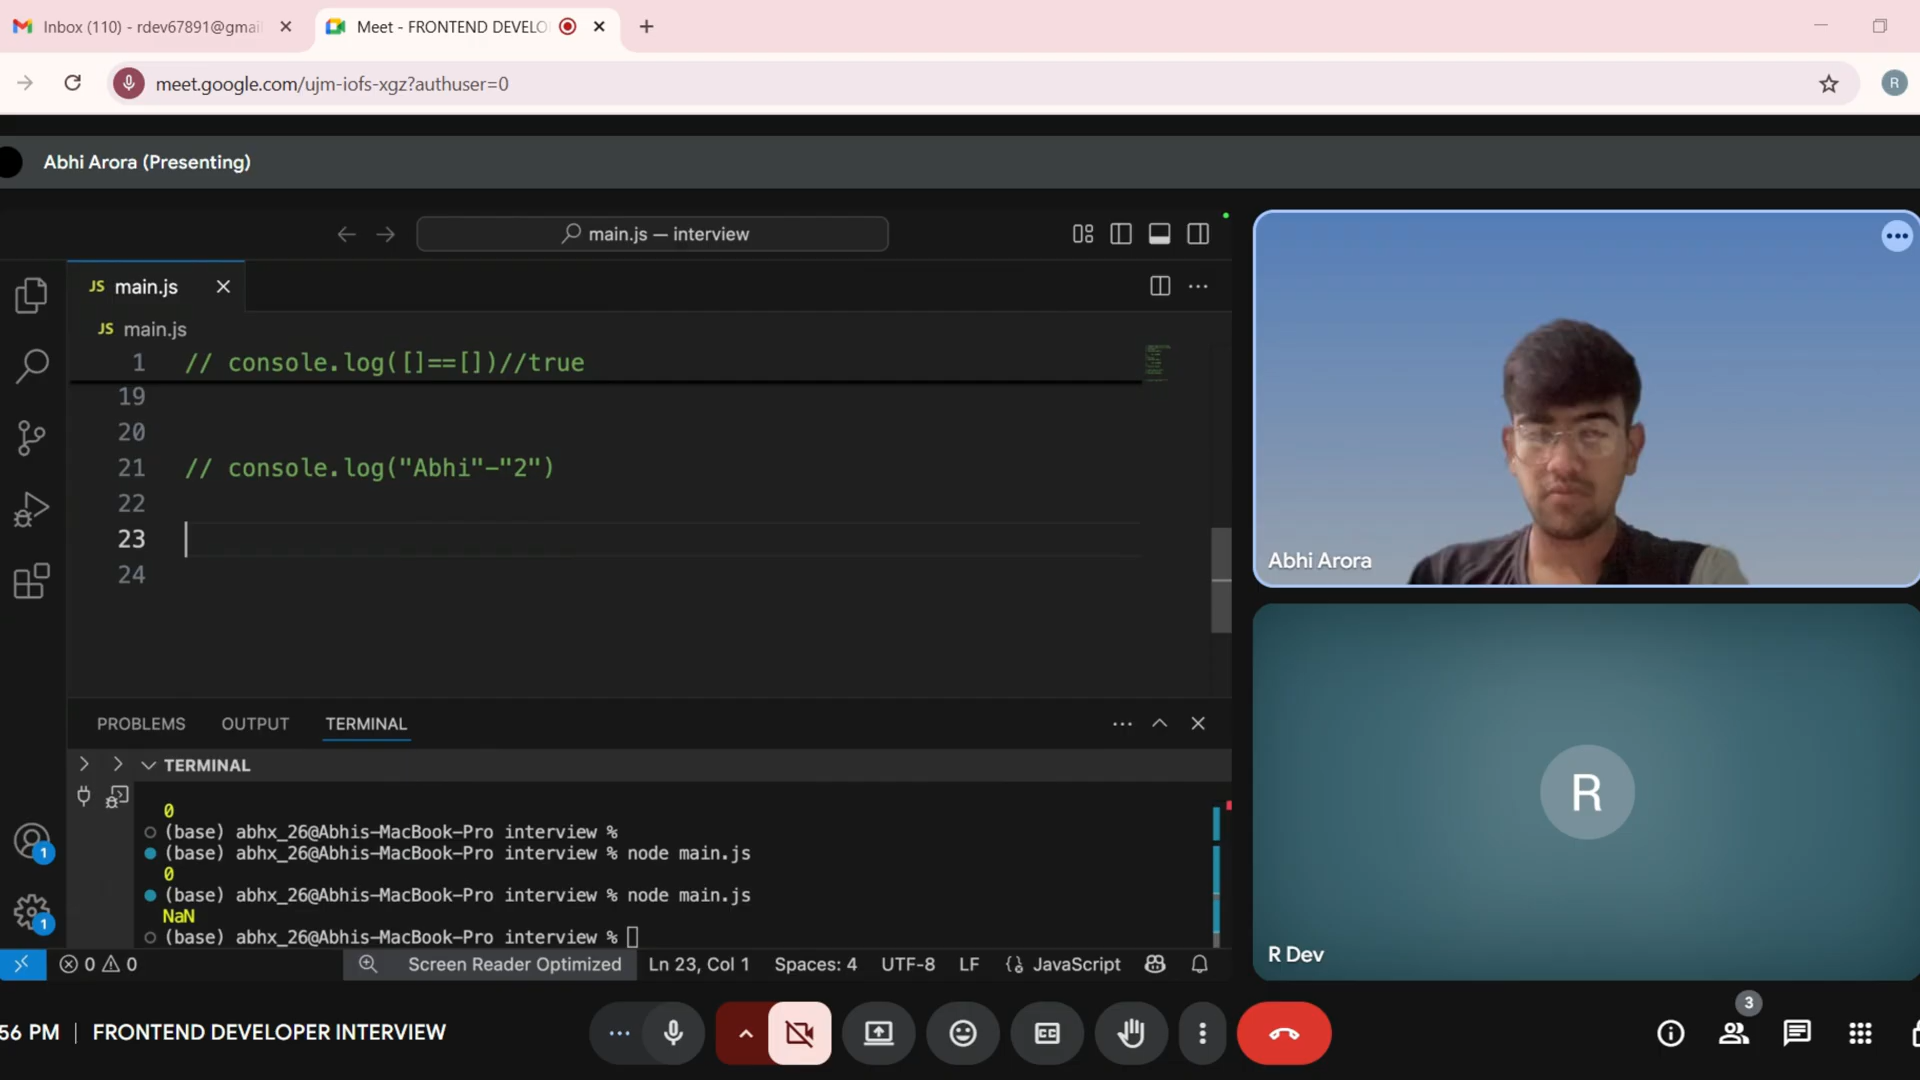 Inbox (110) - rdev67891@gmai
Meet - FRONTEND DEVELO
meet.google.com/ujm-iofs-xgz?authuser=0
R
Abhi Arora (Presenting)
main.js — interview
JS main.js
JS main.js
1 // console.log([]==[])//true
19
20
21 // console.log("Abhi"-"2")
22
23
24
PROBLEMS OUTPUT TERMINAL
TERMINAL
0
(base) abhx_26@Abhis-MacBook-Pro interview %
(base) abhx_26@Abhis-MacBook-Pro interview % node main.js
0
(base) abhx_26@Abhis-MacBook-Pro interview % node main.js
NaN
(base) abhx_26@Abhis-MacBook-Pro interview %
1
1
0 0 Screen Reader Optimized Ln 23, Col 1 Spaces: 4 UTF-8 LF JavaScript
Abhi Arora
R
R Dev
56 PM | FRONTEND DEVELOPER INTERVIEW
CC
3